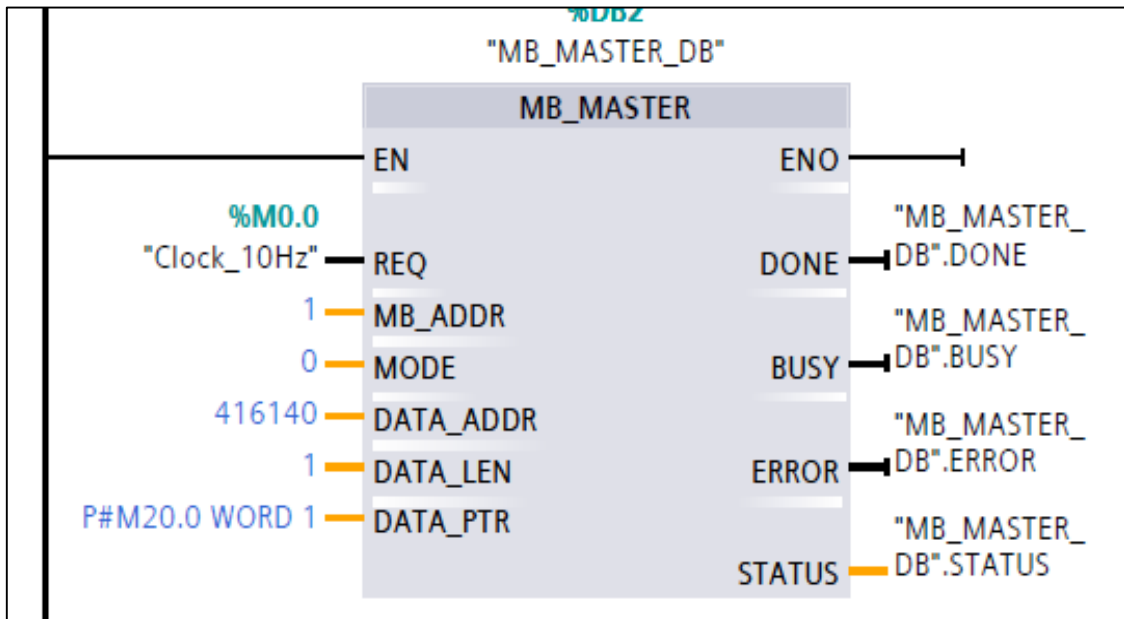 %DB2
"MB_MASTER_DB"
MB_MASTER
EN
ENO
%M0.0
"Clock_10Hz"
REQ
DONE
"MB_MASTER_
DB".DONE
1
MB_ADDR
0
MODE
BUSY
"MB_MASTER_
DB".BUSY
416140
DATA_ADDR
1
DATA_LEN
ERROR
"MB_MASTER_
DB".ERROR
P#M20.0 WORD 1
DATA_PTR
STATUS
"MB_MASTER_
DB".STATUS